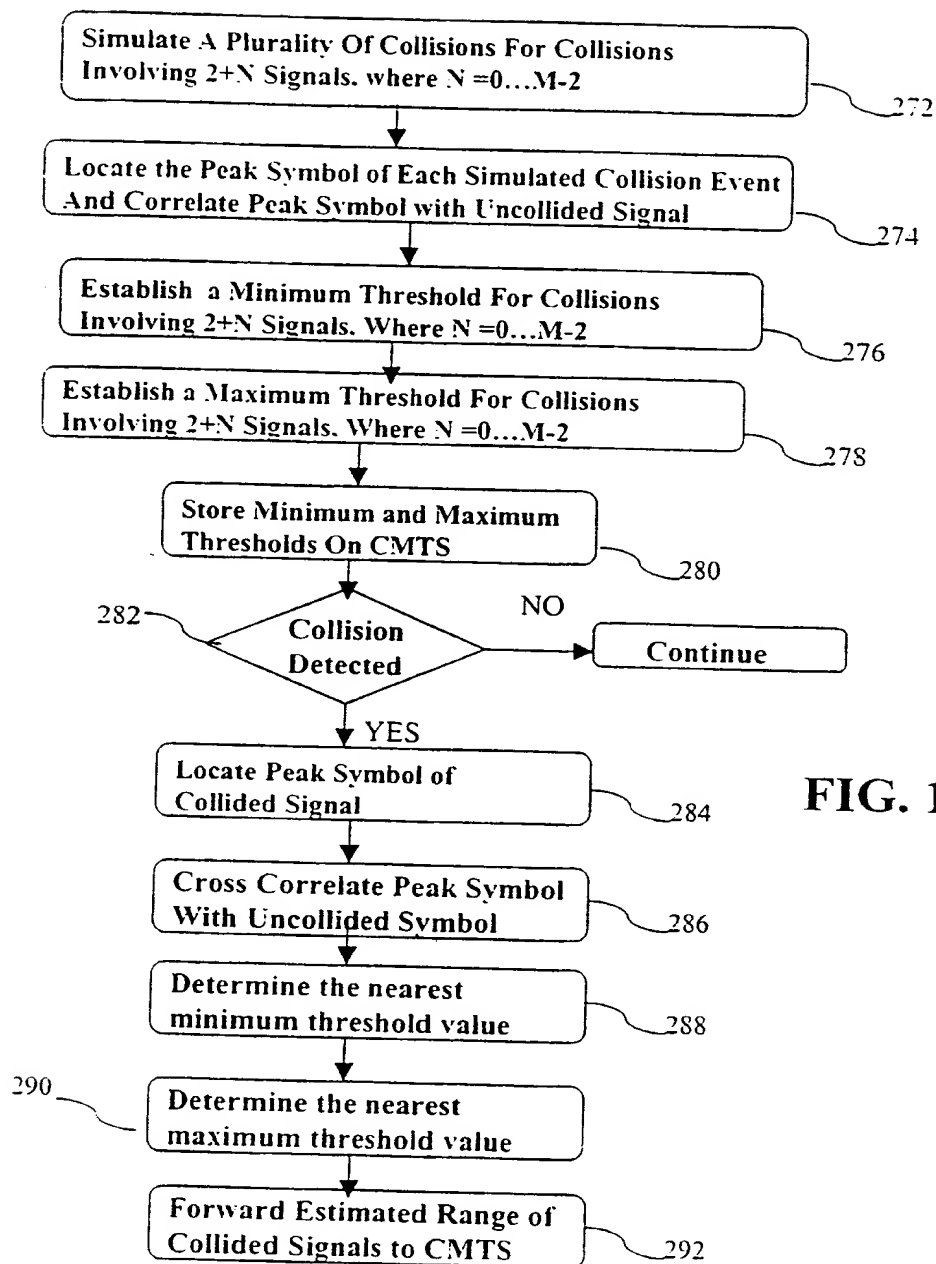 Simulate A Plurality Of Collisions For Collisions
Involving 2+N Signals. where N =0...M-2
272
Locate the Peak Symbol of Each Simulated Collision Event
And Correlate Peak Symbol with Uncollided Signal
274
Establish a Minimum Threshold For Collisions
Involving 2+N Signals. Where N =0...M-2
276
Establish a Maximum Threshold For Collisions
Involving 2+N Signals. Where N =0...M-2
278
Store Minimum and Maximum
Thresholds On CMTS
280
282
Collision
Detected
NO
Continue
YES
Locate Peak Symbol of
Collided Signal
284
FIG. 1
Cross Correlate Peak Symbol
With Uncollided Symbol
286
Determine the nearest
minimum threshold value
288
290
Determine the nearest
maximum threshold value
Forward Estimated Range of
Collided Signals to CMTS
292